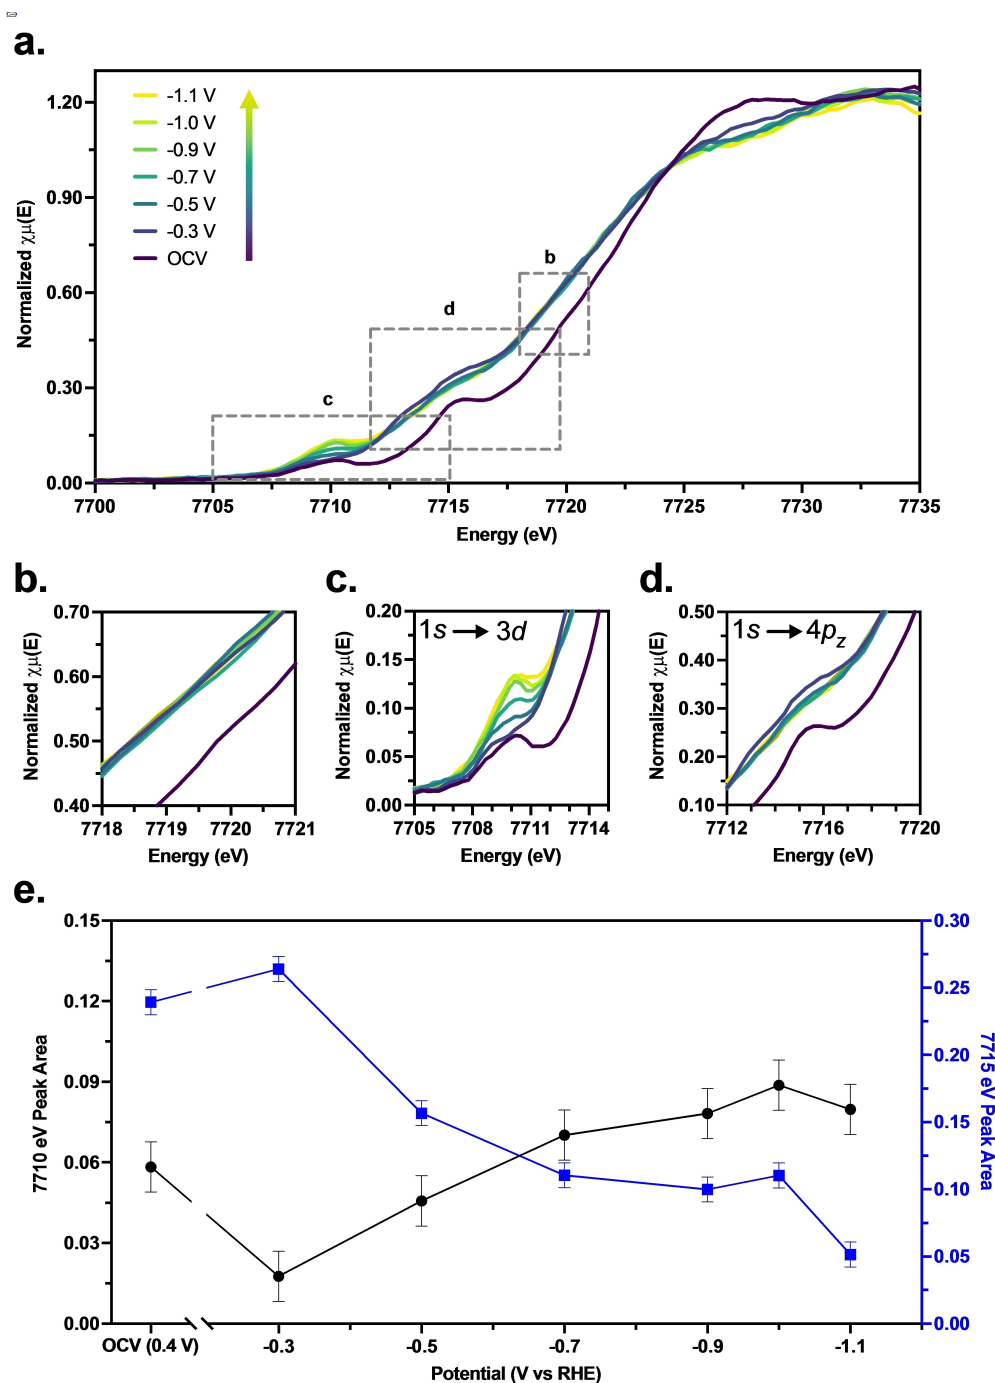 a.
1.20
0.90
0.60
0.30
0.00
Normalized χμ(E)
-1.1 V
-1.0 V
-0.9 V
-0.7 V
-0.5 V
-0.3 V
OCV
b
d
c
7700 7705 7710 7715 7720 7725 7730 7735
Energy (eV)
b.
0.70
0.60
0.50
0.40
Normalized χμ(E)
7718 7719 7720 7721
Energy (eV)
c.
0.20
0.15
0.10
0.05
0.00
Normalized χμ(E)
1s → 3d
7705 7708 7711 7714
Energy (eV)
d.
0.50
0.40
0.30
0.20
0.10
Normalized χμ(E)
1s → 4pz
7712 7716 7720
Energy (eV)
e.
0.15
0.12
0.09
0.06
0.03
0.00
7710 eV Peak Area
0.30
0.25
0.20
0.15
0.10
0.05
0.00
7715 eV Peak Area
OCV (0.4 V) -0.3 -0.5 -0.7 -0.9 -1.1
Potential (V vs RHE)